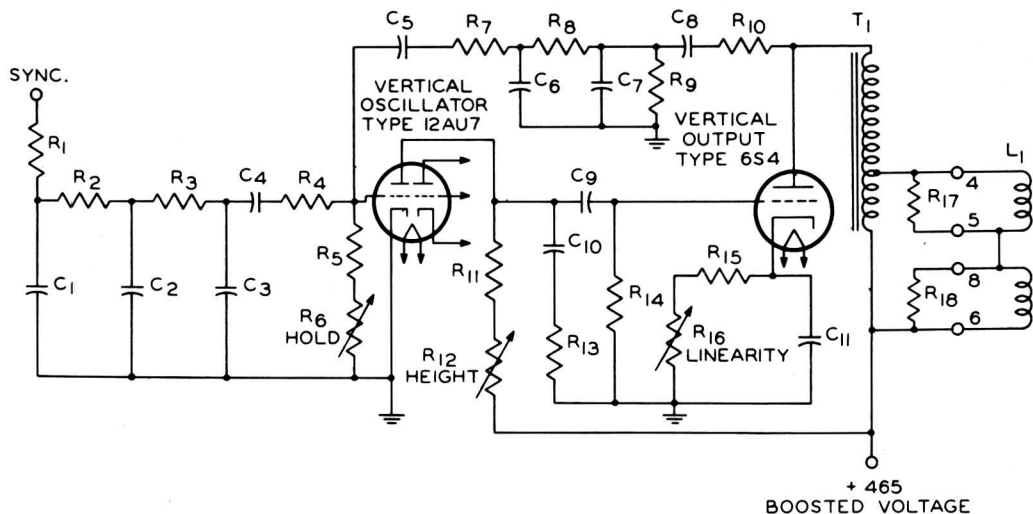 C5
R7
R8
C8
R10
T1
SYNC.
R1
C6
C7
R9
VERTICAL
OSCILLATOR
TYPE 12AU7
VERTICAL
OUTPUT
TYPE 6S4
L1
R2
R3
C4
R4
C9
4
R17
5
R5
C10
R11
R14
R15
8
R18
6
C1
C2
C3
R6
HOLD
R12
HEIGHT
R13
R16
LINEARITY
C11
+ 465
BOOSTED VOLTAGE